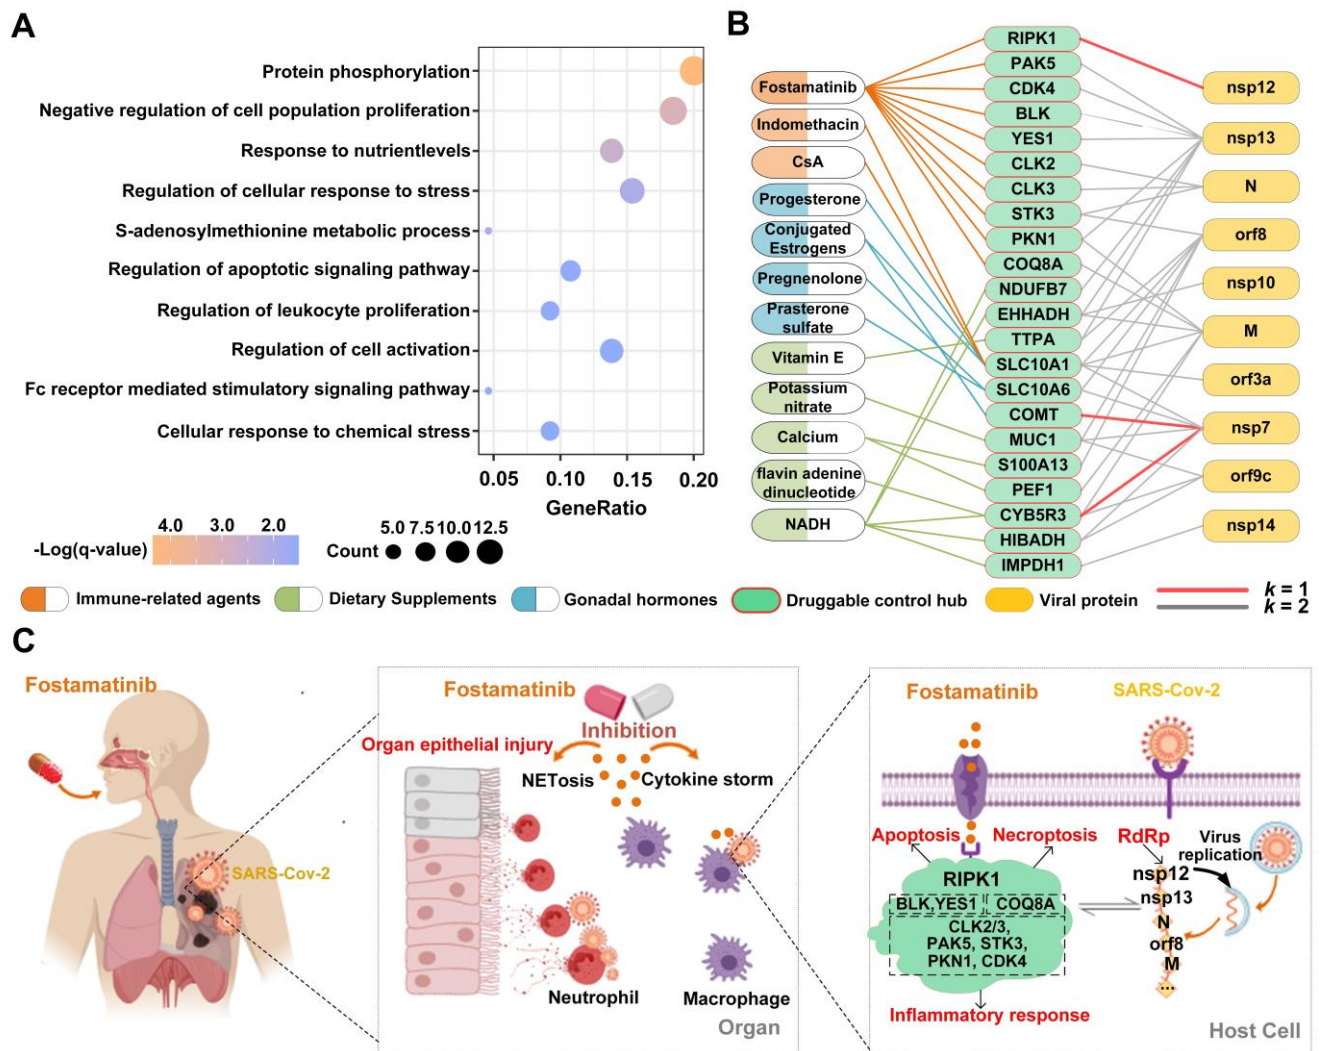 A
Protein phosphorylation
Negative regulation of cell population proliferation
Response to nutrientlevels
Regulation of cellular response to stress
S-adenosylmethionine metabolic process
Regulation of apoptotic signaling pathway
Regulation of leukocyte proliferation
Regulation of cell activation
Fc receptor mediated stimulatory signaling pathway
Cellular response to chemical stress
0.05 0.10 0.15 0.20
GeneRatio
4.0 3.0 2.0
-Log(q-value)
5.0 7.5 10.0 12.5
Count
B
Fostamatinib
Indomethacin
CsA
Progesterone
Conjugated
Estrogens
Pregnenolone
Prasterone
sulfate
Vitamin E
Potassium
nitrate
Calcium
flavin adenine
dinucleotide
NADH
RIPK1
PAK5
CDK4
BLK
YES1
CLK2
CLK3
STK3
PKN1
COQ8A
NDUFB7
EHHADH
TTPA
SLC10A1
SLC10A6
COMT
MUC1
S100A13
PEF1
CYB5R3
HIBADH
IMPDH1
nsp12
nsp13
N
orf8
nsp10
M
orf3a
nsp7
orf9c
nsp14
Immune-related agents
Dietary Supplements
Gonadal hormones
Druggable control hub
Viral protein
k = 1
k = 2
C
Fostamatinib
SARS-Cov-2
Fostamatinib
Inhibition
Organ epithelial injury
NETosis
Cytokine storm
Neutrophil
Macrophage
Organ
Fostamatinib
SARS-Cov-2
Apoptosis
Necroptosis
RIPK1
BLK,YES1
COQ8A
CLK2/3,
PAK5, STK3,
PKN1, CDK4
Inflammatory response
RdRp
Virus
replication
nsp12
nsp13
N
orf8
M
...
Host Cell